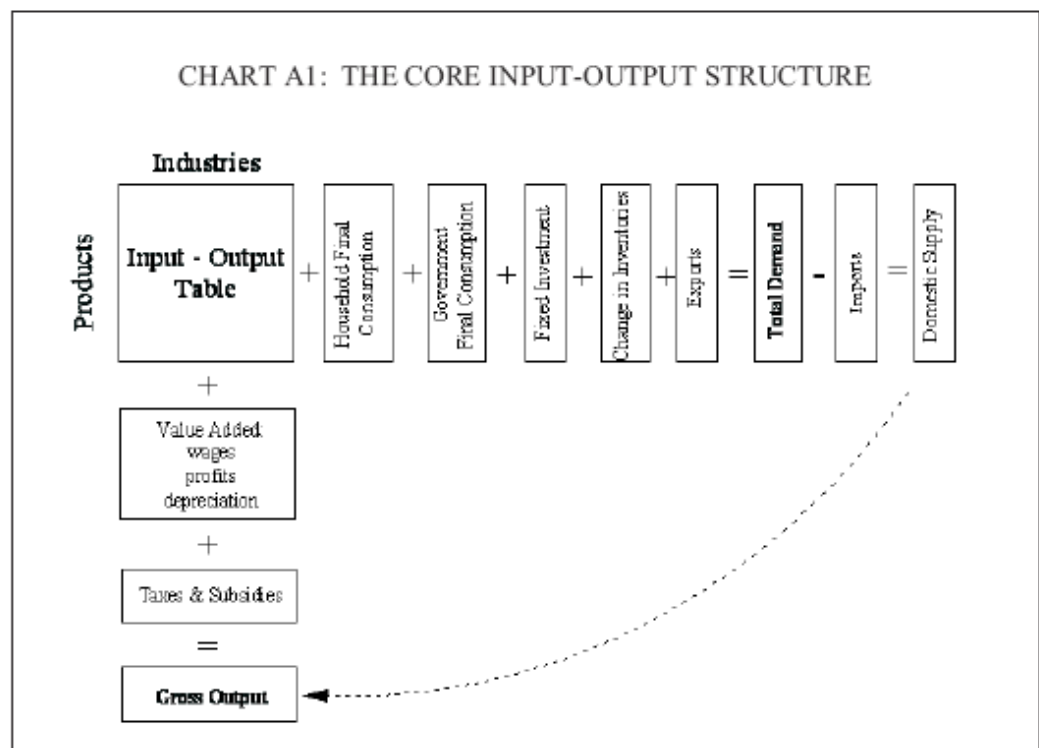 CHART A1: THE CORE INPUT-OUTPUT STRUCTURE
Industries
Products
Input - Output
Table
+
Household Final
Consumption
+
Government
Final Consumption
+
Fixed Investment
+
Change in Inventories
+
Exports
=
Total Demand
-
Imports
=
Domestic Supply
+
Value Added:
wages
profits
depreciation
+
Taxes & Subsidies
=
Gross Output